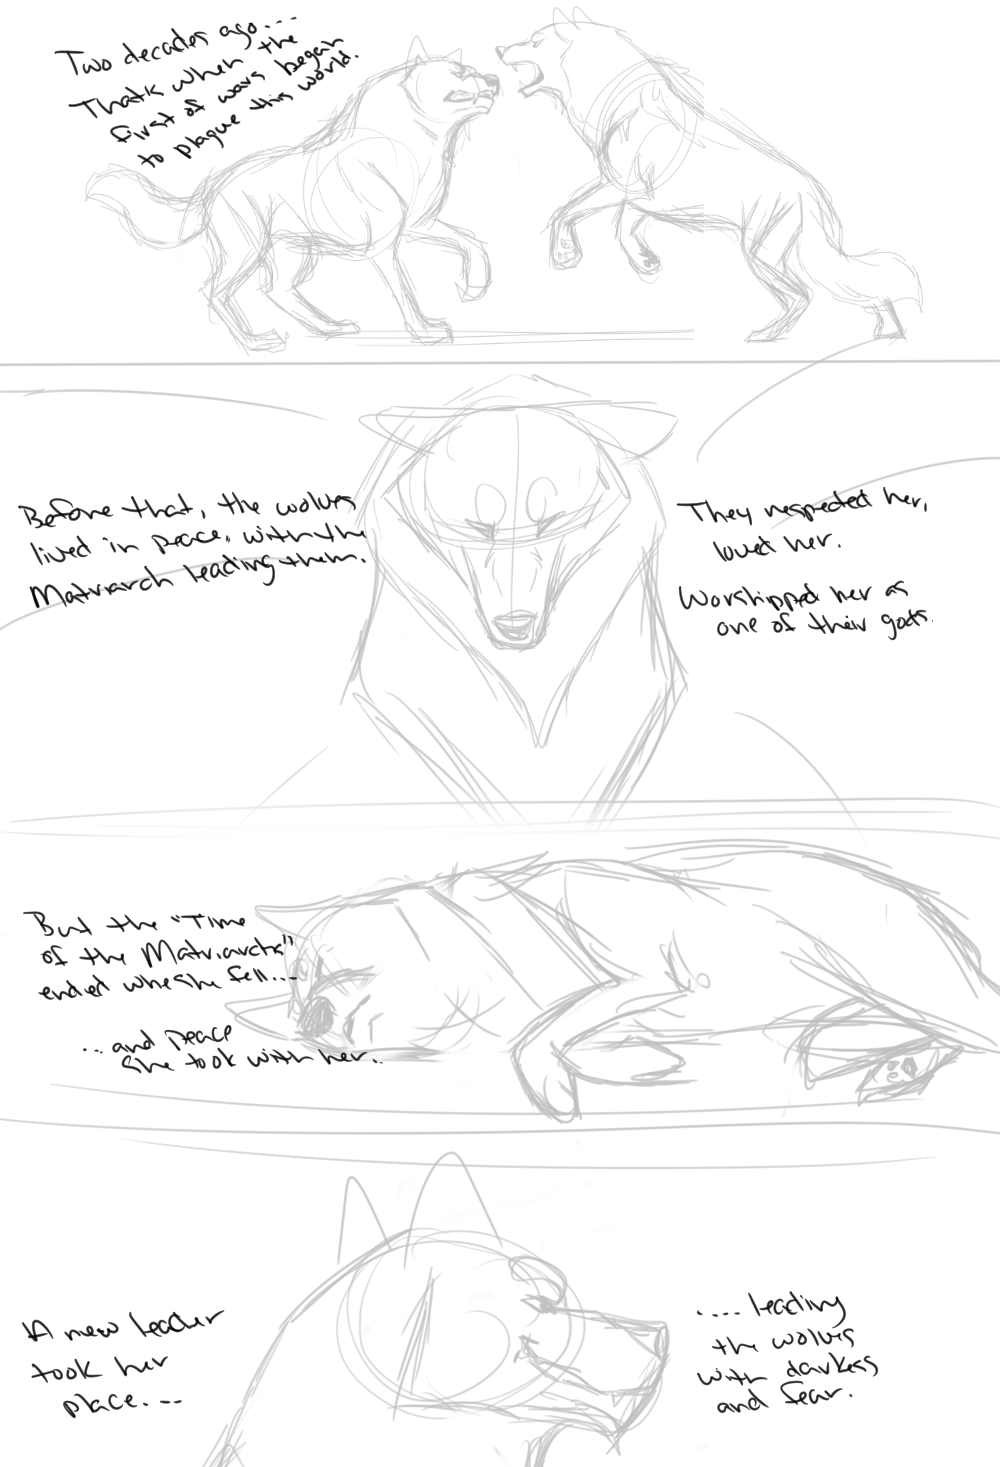 Two decades ago....
Thats when the
first of wars began
to plague this world.
Before that, the wolves
lived in peace, with the
Matriarch leading them.
They respected her,
loved her.
Worshipped her as
one of their gods.
But the "Time
of the Matriarch"
ended whe she fell....
...and peace
she took with her..
A new leader
took her
place....
.... leading
the wolves
with darkess
and fear.